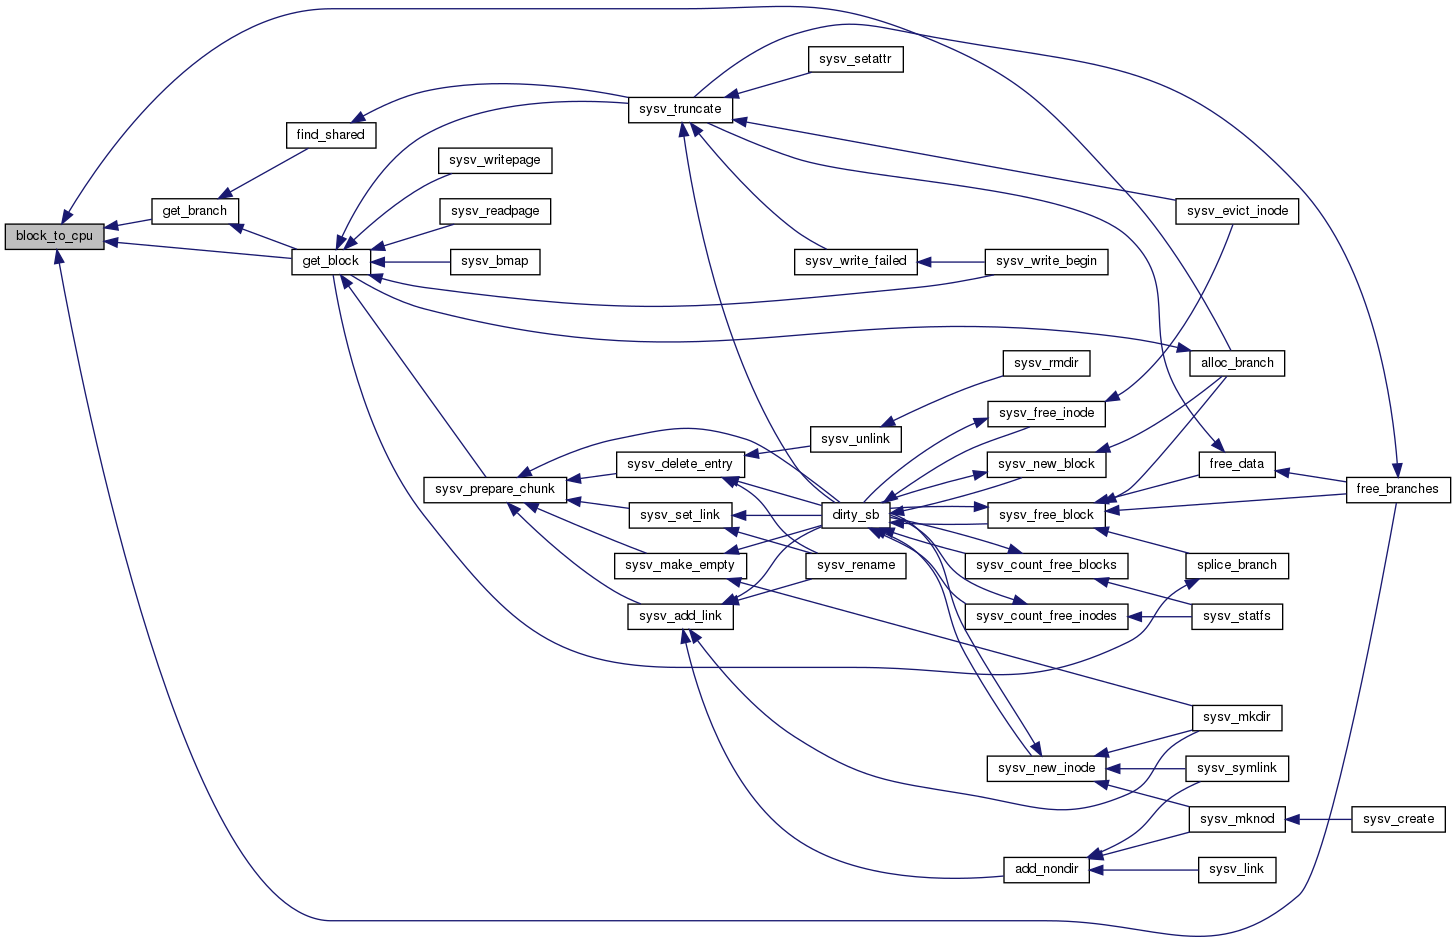 block_to_cpu
get_branch
find_shared
get_block
sysv_writepage
sysv_readpage
sysv_bmap
sysv_prepare_chunk
sysv_truncate
sysv_delete_entry
sysv_set_link
sysv_make_empty
sysv_add_link
sysv_setattr
sysv_write_failed
sysv_unlink
dirty_sb
sysv_rename
sysv_write_begin
sysv_rmdir
sysv_free_inode
sysv_new_block
sysv_free_block
sysv_count_free_blocks
sysv_count_free_inodes
sysv_new_inode
add_nondir
sysv_evict_inode
alloc_branch
free_data
splice_branch
sysv_statfs
sysv_mkdir
sysv_symlink
sysv_mknod
sysv_link
free_branches
sysv_create